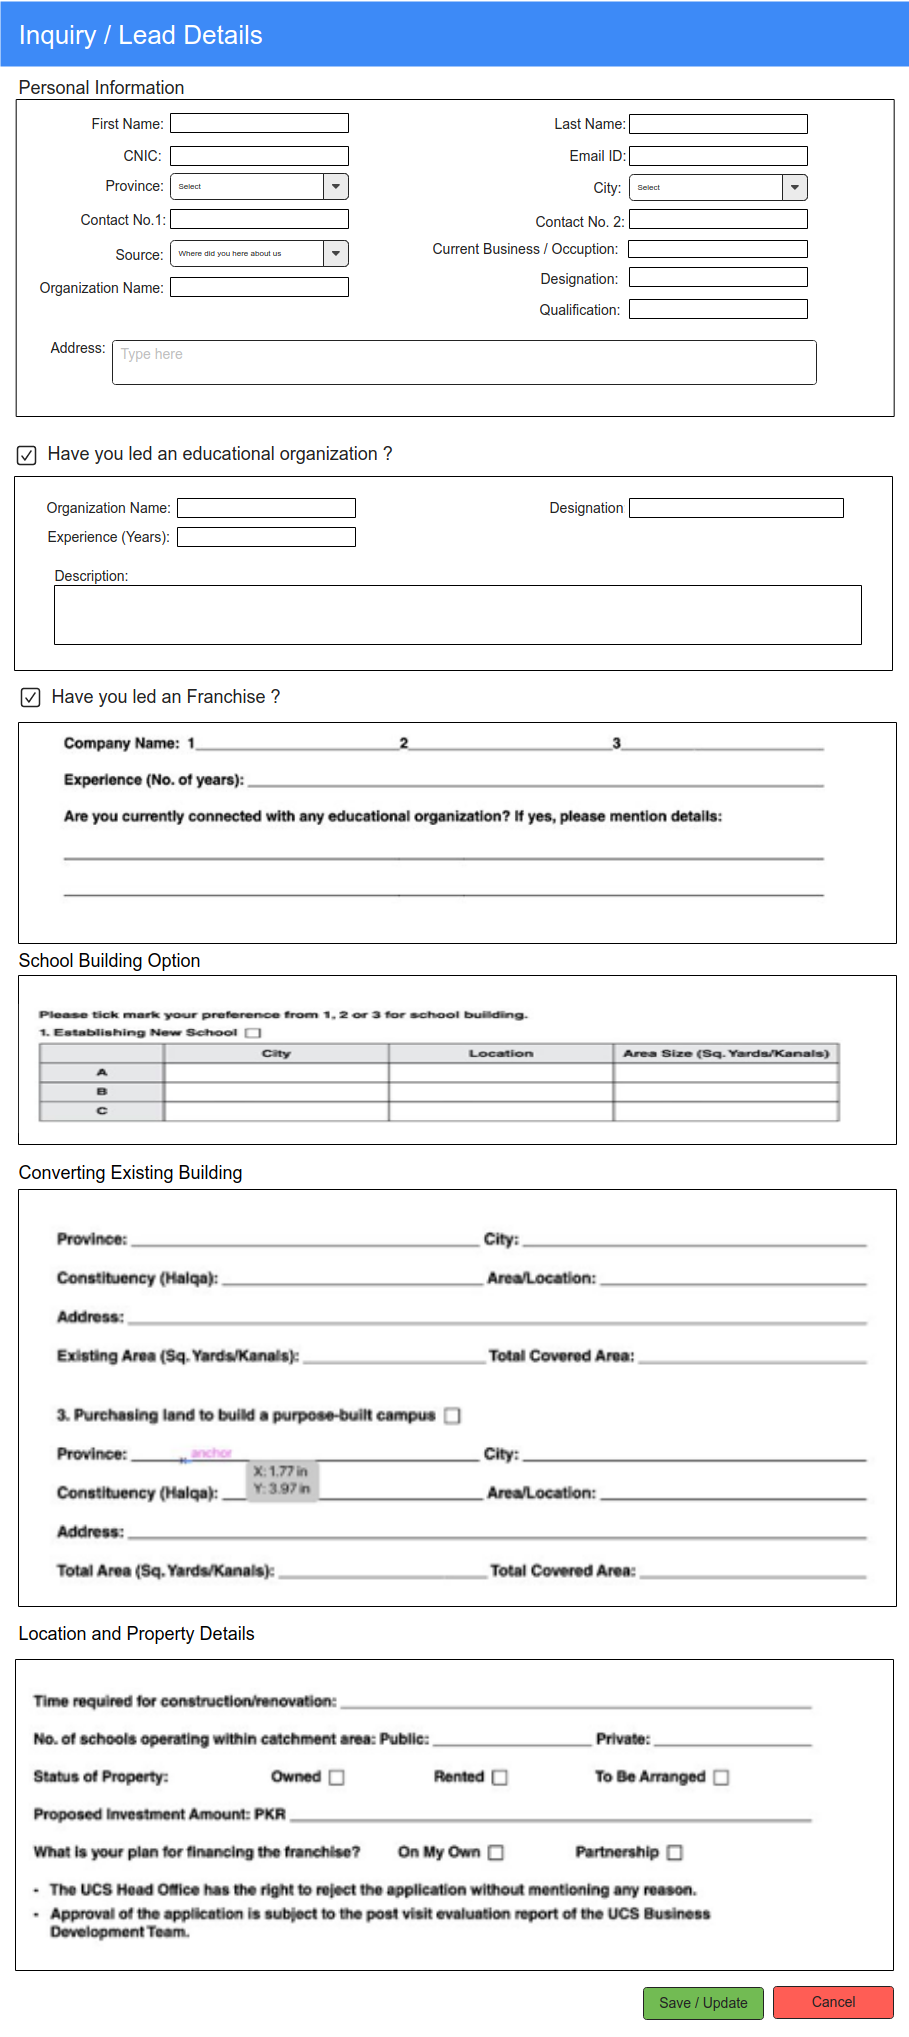 Inquiry / Lead Details
Personal Information
First Name:
Last Name:
CNIC:
Email ID:
Province: Select
City: Select
Contact No.1:
Contact No. 2:
Source: Where did you here about us
Current Business / Occuption:
Organization Name:
Designation:
Qualification:
Address: Type here
Have you led an educational organization ?
Organization Name:
Designation
Experience (Years):
Description:
Have you led an Franchise ?
Company Name: 1 2 3
Experience (No. of years):
Are you currently connected with any educational organization? If yes, please mention details:
School Building Option
Please tick mark your preference from 1, 2 or 3 for school building.
1. Establishing New School
City Location Area Size (Sq. Yards/Kanals)
A
B
C
Converting Existing Building
Province: City:
Constituency (Halqa): Area/Location:
Address:
Existing Area (Sq. Yards/Kanals): Total Covered Area:
3. Purchasing land to build a purpose-built campus
Province: anchor City:
X: 1.77 in
Y: 3.97 in
Constituency (Halqa): Area/Location:
Address:
Total Area (Sq. Yards/Kanals): Total Covered Area:
Location and Property Details
Time required for construction/renovation:
No. of schools operating within catchment area: Public: Private:
Status of Property: Owned Rented To Be Arranged
Proposed Investment Amount: PKR
What is your plan for financing the franchise? On My Own Partnership
- The UCS Head Office has the right to reject the application without mentioning any reason.
- Approval of the application is subject to the post visit evaluation report of the UCS Business
Development Team.
Save / Update
Cancel